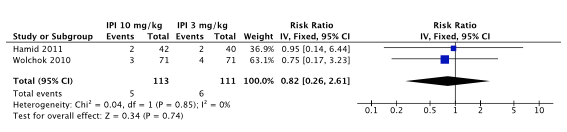 IPI 10 mg/kg IPI 3 mg/kg Risk Ratio Risk Ratio
Study or Subgroup Events Total Events Total Weight IV, Fixed, 95% CI IV, Fixed, 95% CI
Hamid 2011 2 42 2 40 36.9% 0.95 [0.14, 6.44]
Wolchok 2010 3 71 4 71 63.1% 0.75 [0.17, 3.23]
Total (95% CI) 113 111 100.0% 0.82 [0.26, 2.61]
Total events 5 6
Heterogeneity: Chi² = 0.04, df = 1 (P = 0.85); I² = 0%
Test for overall effect: Z = 0.34 (P = 0.74)
0.1 0.2 0.5 1 2 5 10